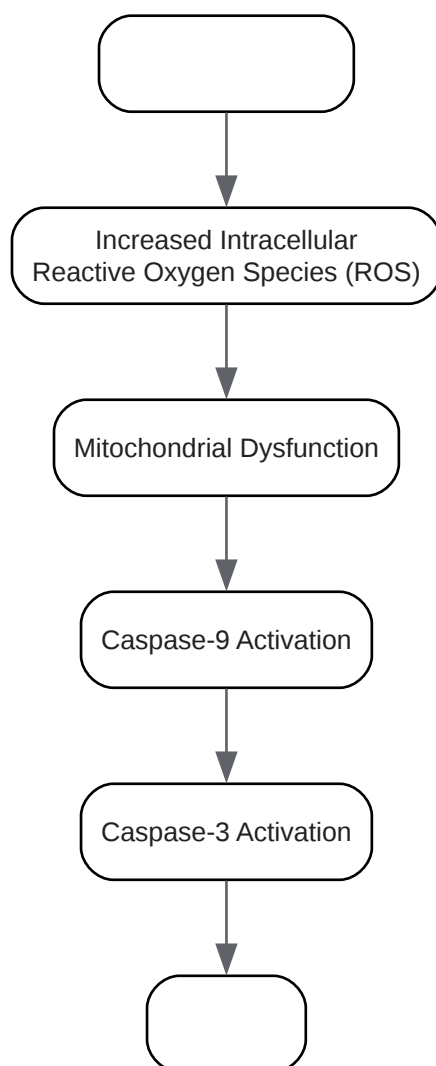 Increased Intracellular
Reactive Oxygen Species (ROS)
Mitochondrial Dysfunction
Caspase-9 Activation
Caspase-3 Activation